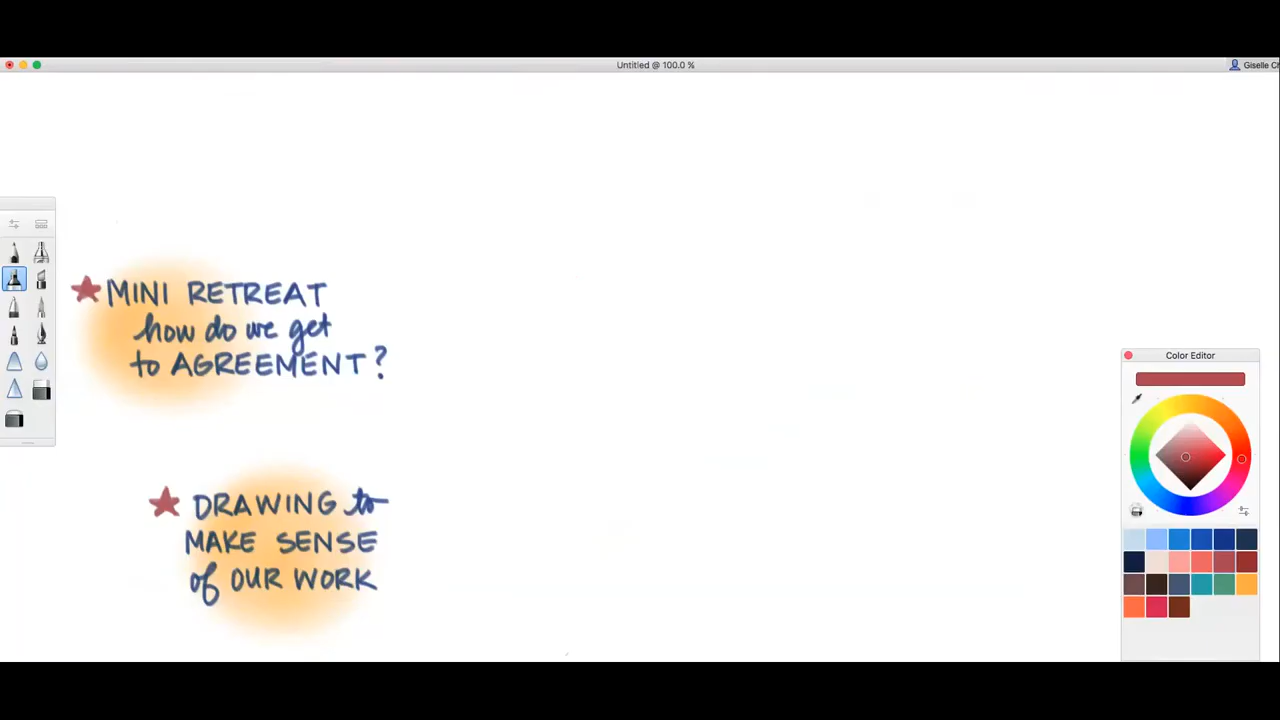 Untitled @ 100.0 %
Giselle Ch
MINI RETREAT
how do we get
to AGREEMENT?
DRAWING to
MAKE SENSE
of OUR WORK
Color Editor